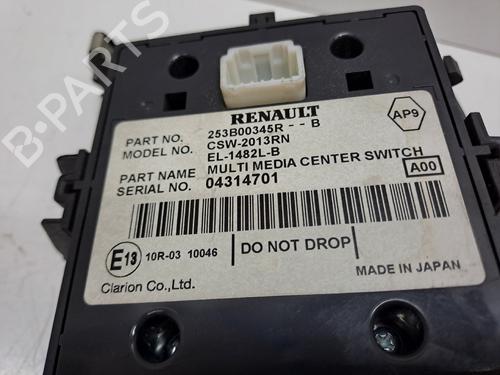 B-PARTS
RENAULT
AP9
PART NO. 253B00345R - - B
MODEL NO. CSW-2013RN
EL-1482L-B
PART NAME MULTI MEDIA CENTER SWITCH
SERIAL NO. 04314701
A00
E13 10R-03 10046
DO NOT DROP
MADE IN JAPAN
Clarion Co.,Ltd.